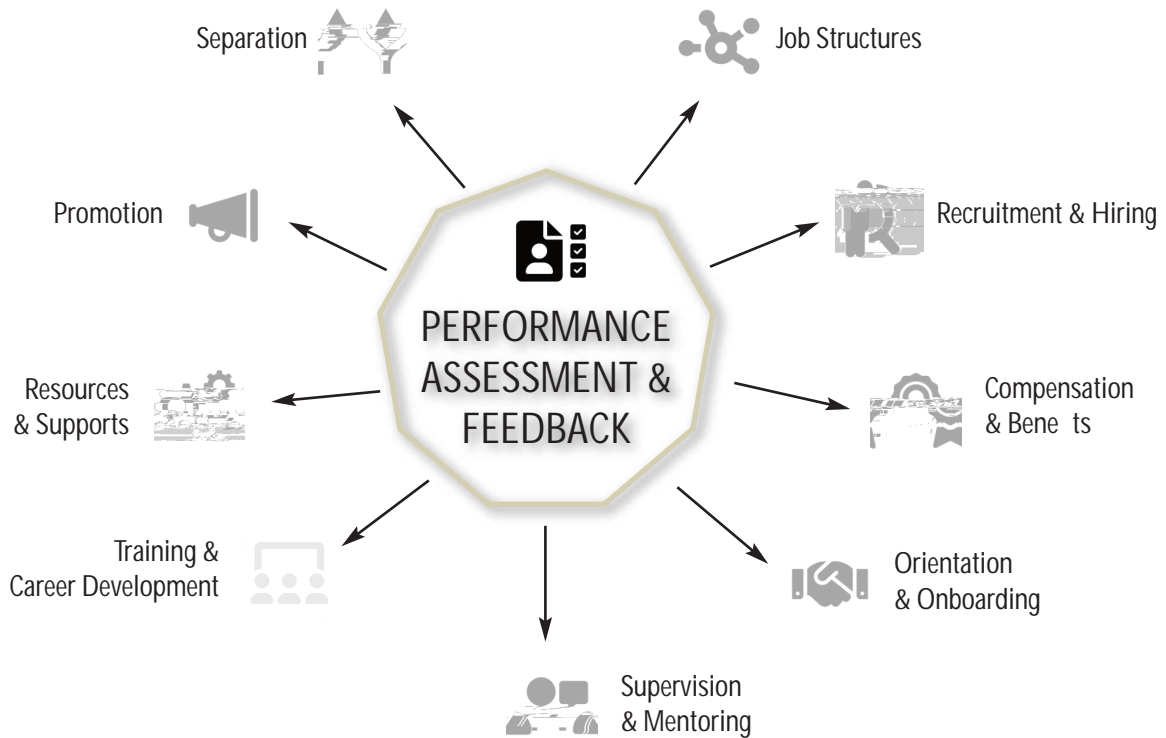 Separation
Job Structures
Promotion
Recruitment & Hiring
PERFORMANCE
ASSESSMENT &
FEEDBACK
Resources
& Supports
Compensation
& Bene ts
Training &
Career Development
Orientation
& Onboarding
Supervision
& Mentoring